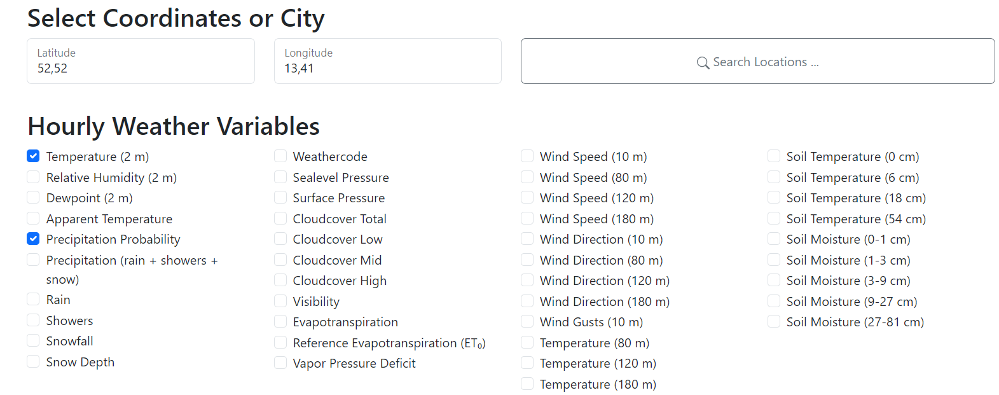 Select Coordinates or City
Latitude
52,52
Longitude
13,41
Search Locations ...
Hourly Weather Variables
Temperature (2 m)
Relative Humidity (2 m)
Dewpoint (2 m)
Apparent Temperature
Precipitation Probability
Precipitation (rain + showers +
snow)
Rain
Showers
Snowfall
Snow Depth
Weathercode
Sealevel Pressure
Surface Pressure
Cloudcover Total
Cloudcover Low
Cloudcover Mid
Cloudcover High
Visibility
Evapotranspiration
Reference Evapotranspiration (ET₀)
Vapor Pressure Deficit
Wind Speed (10 m)
Wind Speed (80 m)
Wind Speed (120 m)
Wind Speed (180 m)
Wind Direction (10 m)
Wind Direction (80 m)
Wind Direction (120 m)
Wind Direction (180 m)
Wind Gusts (10 m)
Temperature (80 m)
Temperature (120 m)
Temperature (180 m)
Soil Temperature (0 cm)
Soil Temperature (6 cm)
Soil Temperature (18 cm)
Soil Temperature (54 cm)
Soil Moisture (0-1 cm)
Soil Moisture (1-3 cm)
Soil Moisture (3-9 cm)
Soil Moisture (9-27 cm)
Soil Moisture (27-81 cm)